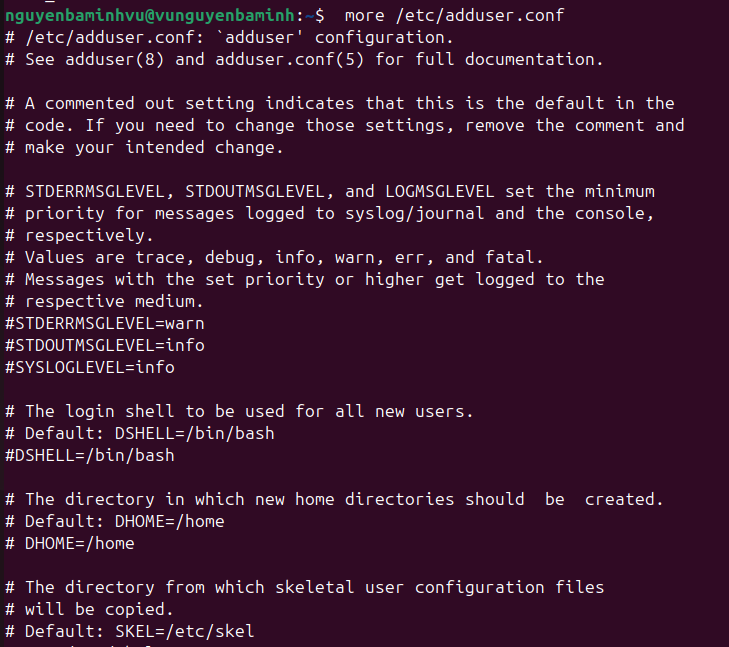 nguyenbaminhvu@vunguyenbaminh:~$  more /etc/adduser.conf
# /etc/adduser.conf: `adduser' configuration.
# See adduser(8) and adduser.conf(5) for full documentation.

# A commented out setting indicates that this is the default in the
# code. If you need to change those settings, remove the comment and
# make your intended change.

# STDERRMSGLEVEL, STDOUTMSGLEVEL, and LOGMSGLEVEL set the minimum
# priority for messages logged to syslog/journal and the console,
# respectively.
# Values are trace, debug, info, warn, err, and fatal.
# Messages with the set priority or higher get logged to the
# respective medium.
#STDERRMSGLEVEL=warn
#STDOUTMSGLEVEL=info
#SYSLOGLEVEL=info

# The login shell to be used for all new users.
# Default: DSHELL=/bin/bash
#DSHELL=/bin/bash

# The directory in which new home directories should  be  created.
# Default: DHOME=/home
# DHOME=/home

# The directory from which skeletal user configuration files
# will be copied.
# Default: SKEL=/etc/skel